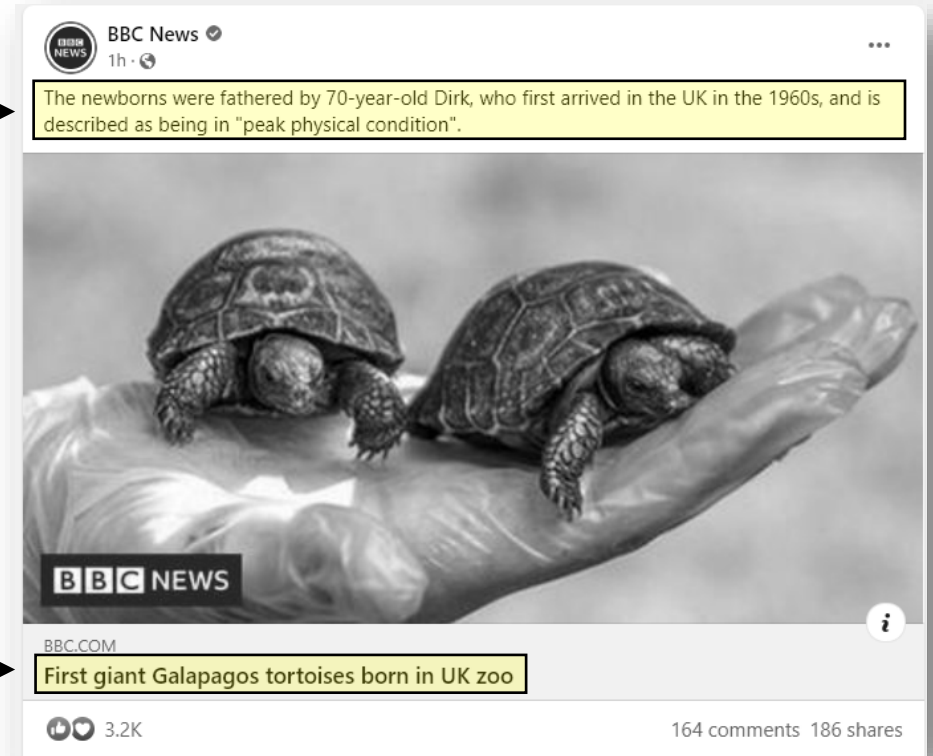 BBC NEWS
BBC News
1h ·
The newborns were fathered by 70-year-old Dirk, who first arrived in the UK in the 1960s, and is
described as being in "peak physical condition".
BBC NEWS
i
BBC.COM
First giant Galapagos tortoises born in UK zoo
3.2K 164 comments 186 shares